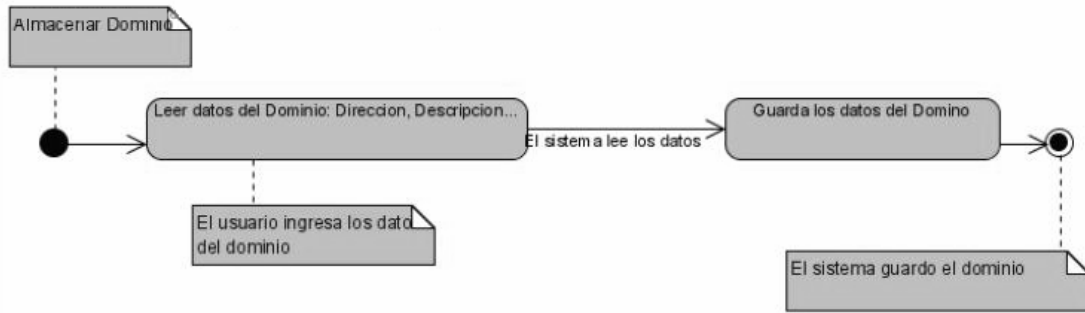 Almacenar Dominio
Leer datos del Dominio: Direccion, Descripcion...
El sistema lee los datos
Guarda los datos del Domino
El usuario ingresa los dato
del dominio
El sistema guardo el dominio